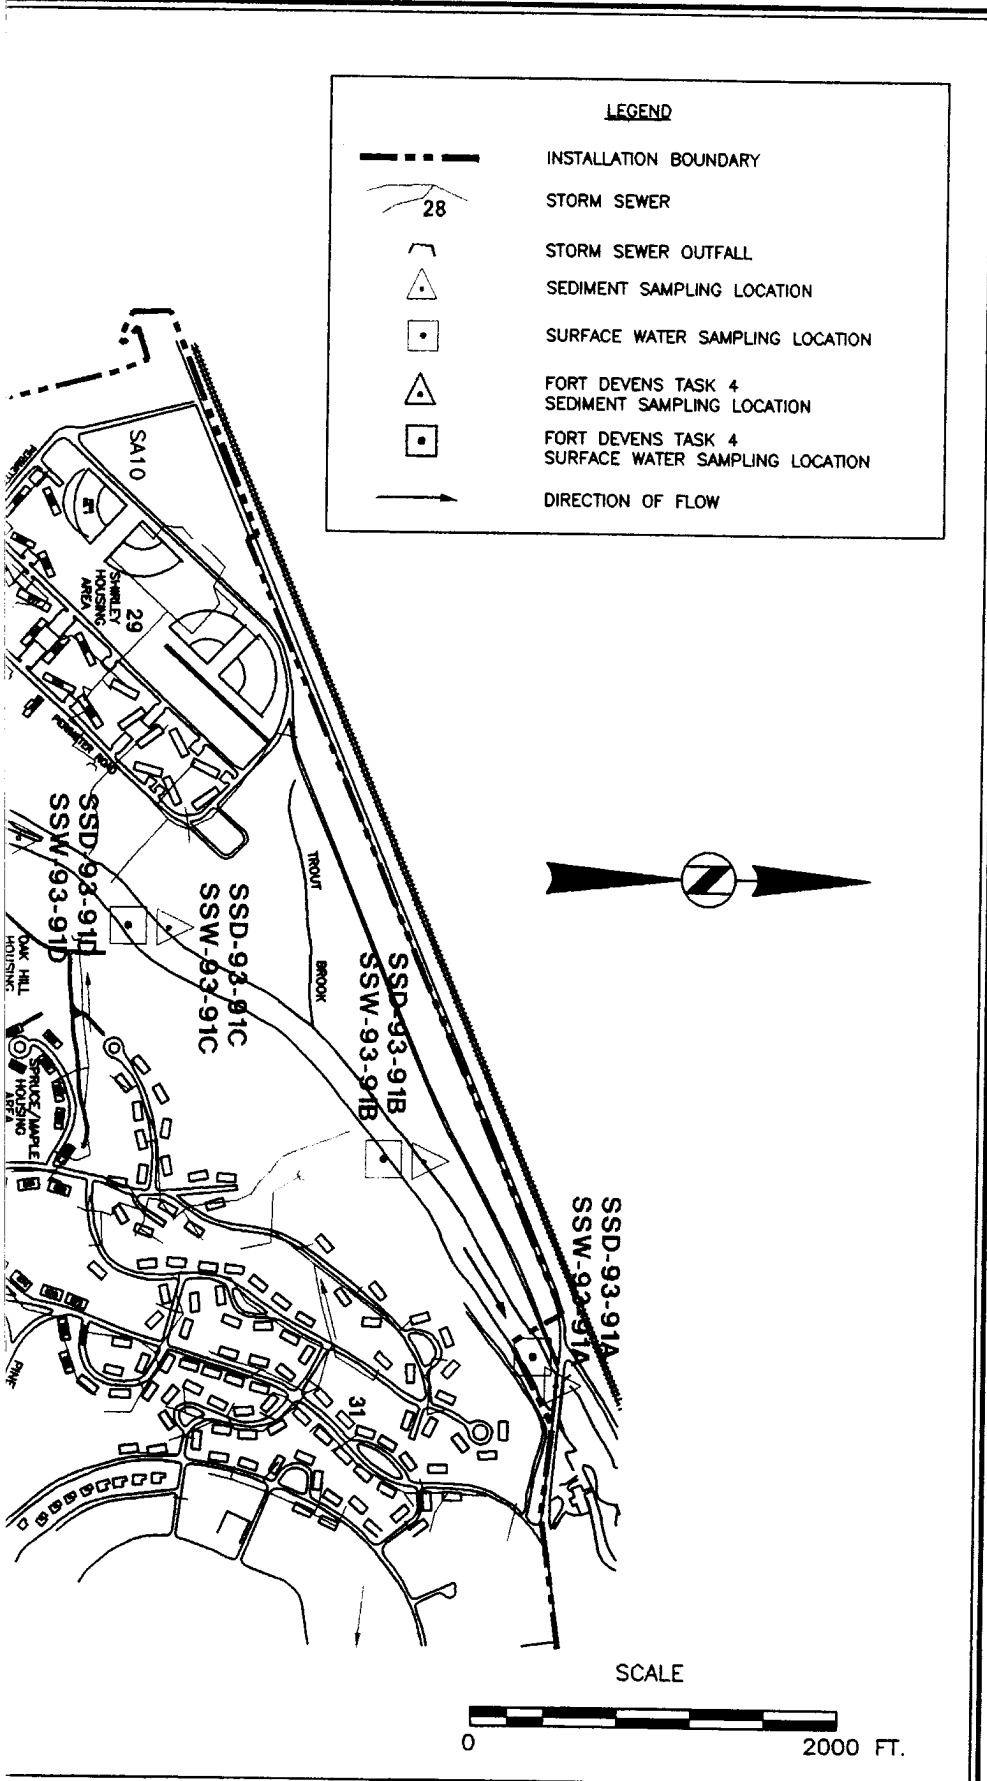 LEGEND
INSTALLATION BOUNDARY
28
STORM SEWER
STORM SEWER OUTFALL
SEDIMENT SAMPLING LOCATION
SURFACE WATER SAMPLING LOCATION
FORT DEVENS TASK 4
SEDIMENT SAMPLING LOCATION
FORT DEVENS TASK 4
SURFACE WATER SAMPLING LOCATION
DIRECTION OF FLOW
SA10
29
SHIRLEY
HOUSING
AREA
PERIMETER ROAD
SSD-93-91D
SSW-93-91D
SSD-93-91C
SSW-93-91C
TROUT
BROOK
SSD-93-91B
SSW-93-91B
N
OAK HILL
HOUSING
SPRUCE/MAPLE
HOUSING
AREA
SSD-93-91A
SSW-93-91A
PINE
31
SCALE
0
2000 FT.